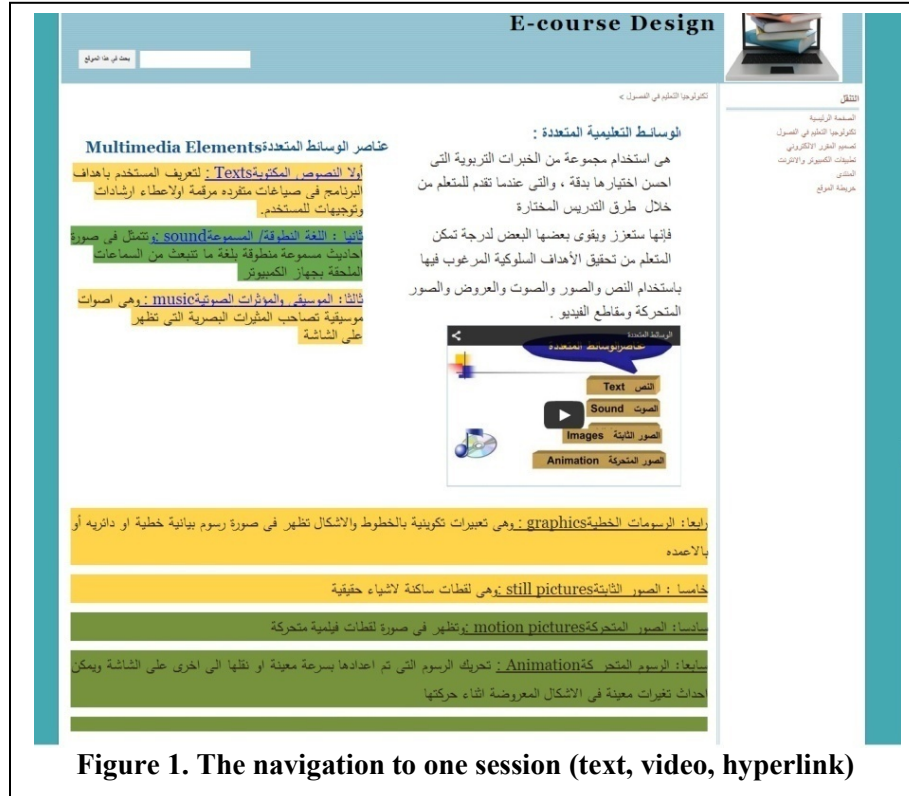 E-course Design
بحث في هذا الموقع
التنقل
الصفحة الرئيسية
تكنولوجيا التعليم في الفصول
تصميم المقرر الالكتروني
تطبيقات الكمبيوتر والانترنت
المنتدى
خريطة الموقع
تكنولوجيا التعليم في الفصول >
الوسائط التعليمية المتعددة :
هى استخدام مجموعة من الخبرات التربوية التى
احسن اختيارها بدقة ، والتى عندما تقدم للمتعلم من
خلال طرق التدريس المختارة
فإنها ستعزز ويقوى بعضها البعض لدرجة تمكن
المتعلم من تحقيق الأهداف السلوكية المرغوب فيها
باستخدام النص والصور والصوت والعروض والصور
المتحركة ومقاطع الفيديو .
الوسائط المتعددة
عناصرالوسائط المتعددة
النص Text
الصوت Sound
الصور الثابتة Images
الصور المتحركة Animation
عناصر الوسائط المتعددةMultimedia Elements
أولا النصوص المكتوبةTexts : لتعريف المستخدم باهداف
البرنامج فى صياغات متفرده مرقمة اولاعطاء ارشادات
وتوجيهات للمستخدم.
ثانيا : اللغة النطوقة/ المسموعةsound :وتتمثل فى صورة
احاديث مسموعة منطوقة بلغة ما تنبعث من السماعات
الملحقة بجهاز الكمبيوتر
ثالثا: الموسيقى والمؤثرات الصوتيةmusic : وهى اصوات
موسيقية تصاحب المثيرات البصرية التى تظهر
على الشاشة
رابعا: الرسومات الخطيةgraphics :وهى تعبيرات تكوينية بالخطوط والاشكال تظهر فى صورة رسوم بيانية خطية او دائريه أو
بالاعمده
خامسا : الصور الثابتةstill pictures :وهى لقطات ساكنة لاشياء حقيقية
سادسا: الصور المتحركةmotion pictures :وتظهر فى صورة لقطات فيلمية متحركة
سابعا: الرسوم المتحر كةAnimation : تحريك الرسوم التى تم اعدادها بسرعة معينة او نقلها الى اخرى على الشاشة ويمكن
احداث تغيرات معينة فى الاشكال المعروضة اثناء حركتها
Figure 1. The navigation to one session (text, video, hyperlink)